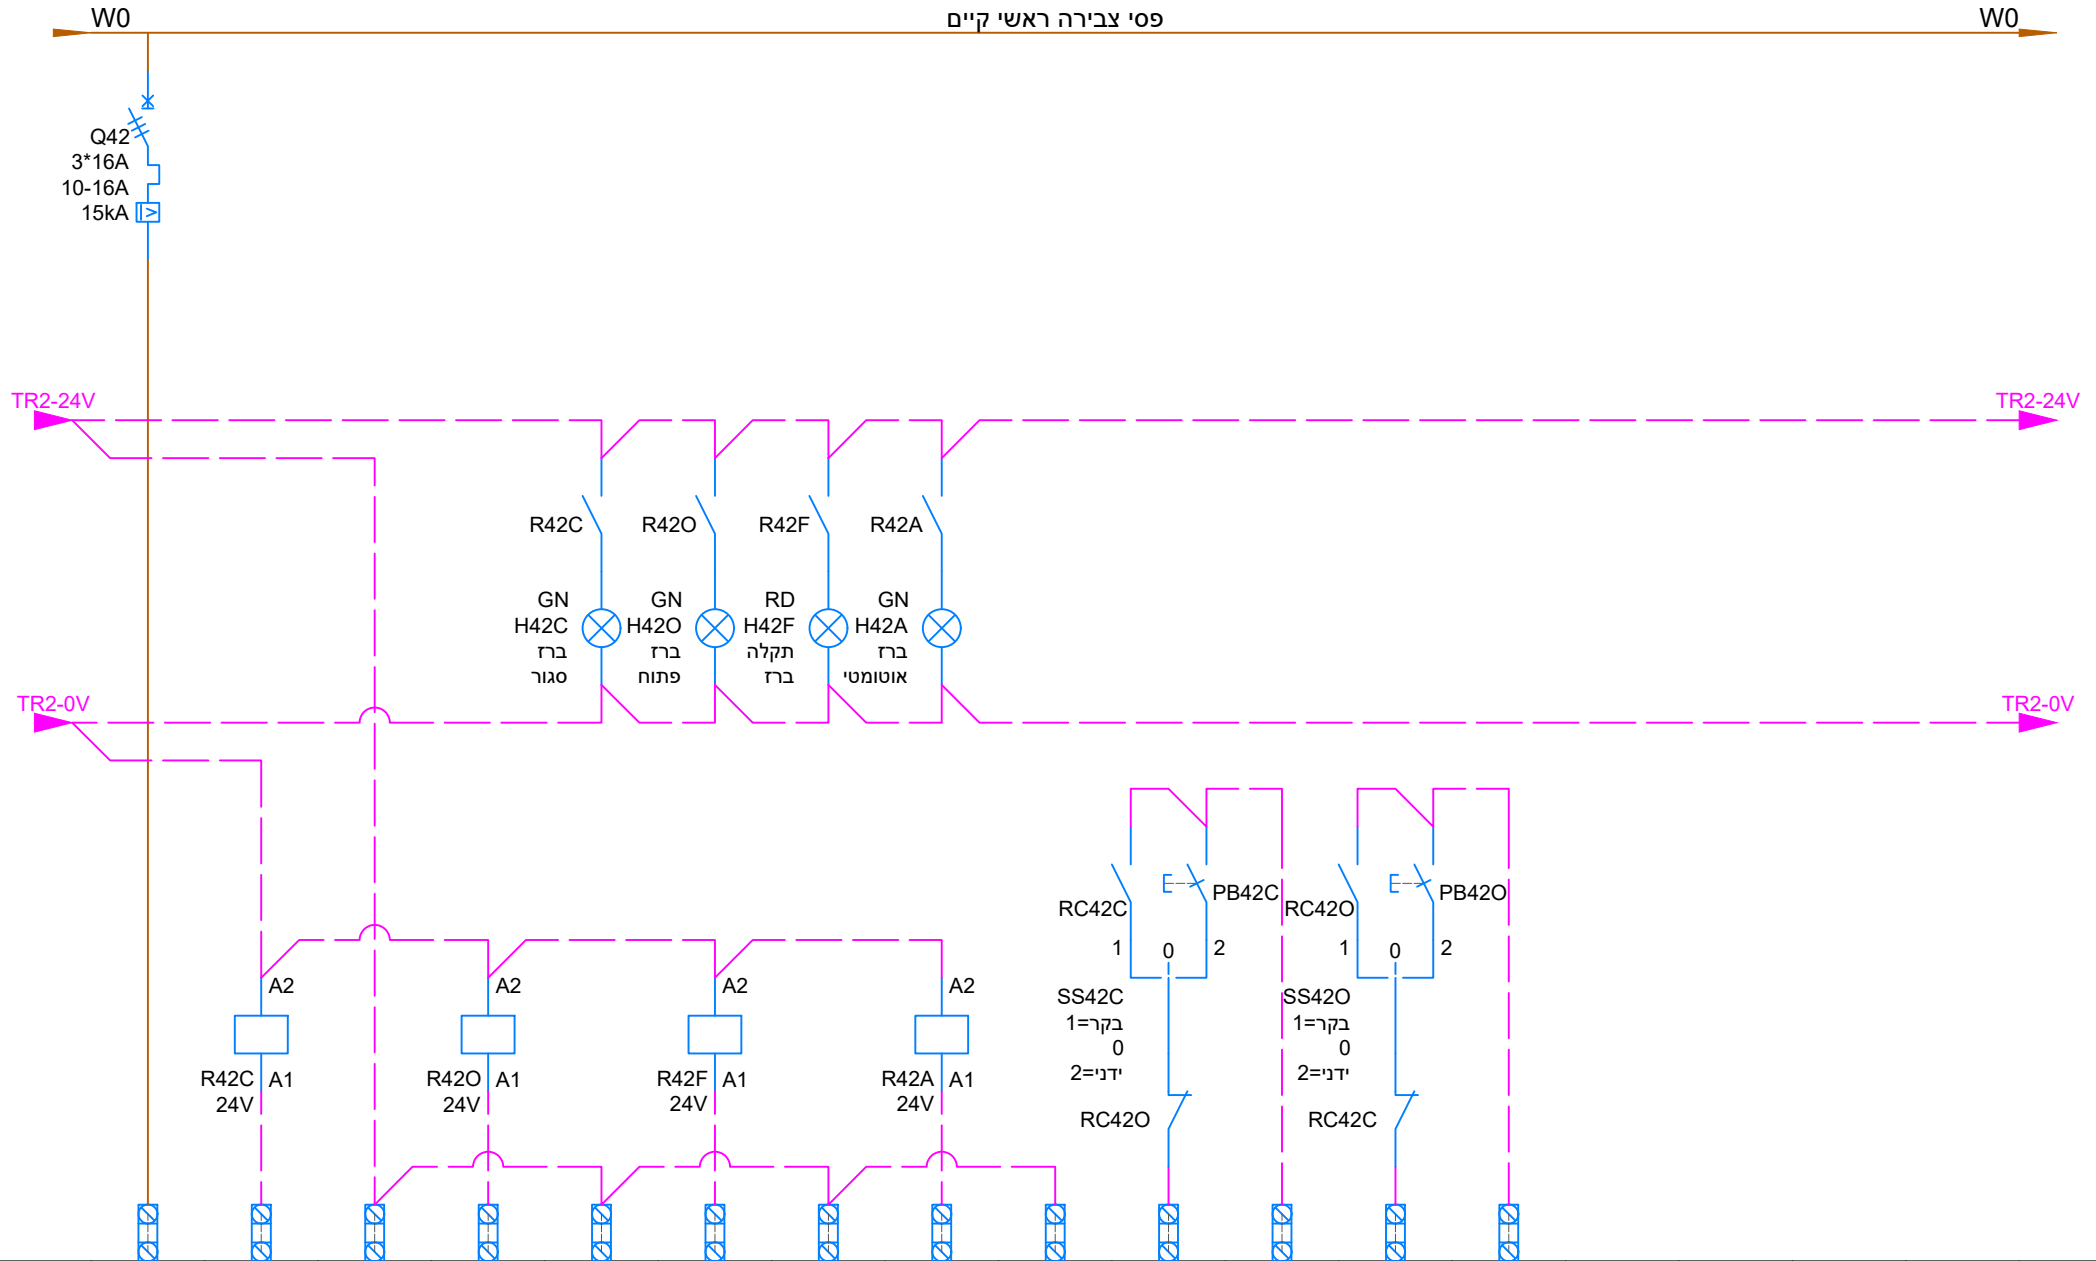 W0
פסי צבירה ראשי קיים
W0
Q42
3*16A
10-16A
15kA
TR2-24V
TR2-24V
R42C
R42O
R42F
R42A
GN
H42C
ברז
סגור
GN
H42O
ברז
פתוח
RD
H42F
תקלה
ברז
GN
H42A
ברז
אוטומטי
TR2-0V
TR2-0V
RC42C
PB42C
1
0
2
RC42O
PB42O
1
0
2
A2
A2
A2
A2
SS42C
בקר=1
0
ידני=2
SS42O
בקר=1
0
ידני=2
R42C
24V
A1
R42O
24V
A1
R42F
24V
A1
R42A
24V
A1
RC42O
RC42C